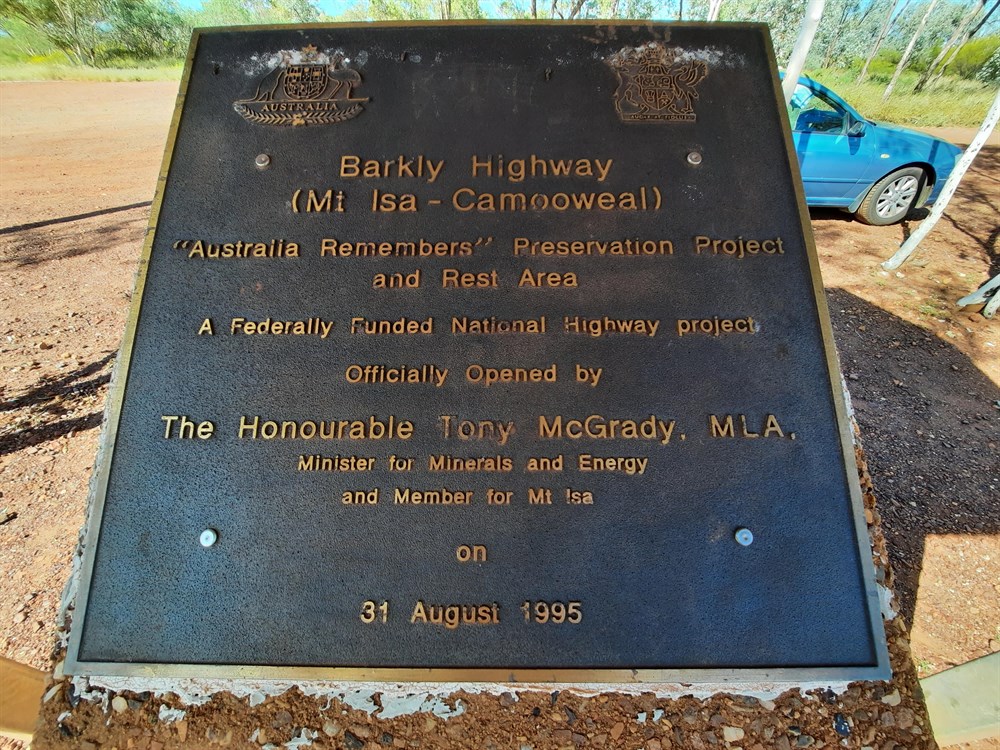 AUSTRALIA
Barkly Highway
(Mt Isa - Camooweal)
"Australia Remembers" Preservation Project
and Rest Area
A Federally Funded National Highway project
Officially Opened by
The Honourable Tony McGrady, MLA,
Minister for Minerals and Energy
and Member for Mt Isa
on
31 August 1995